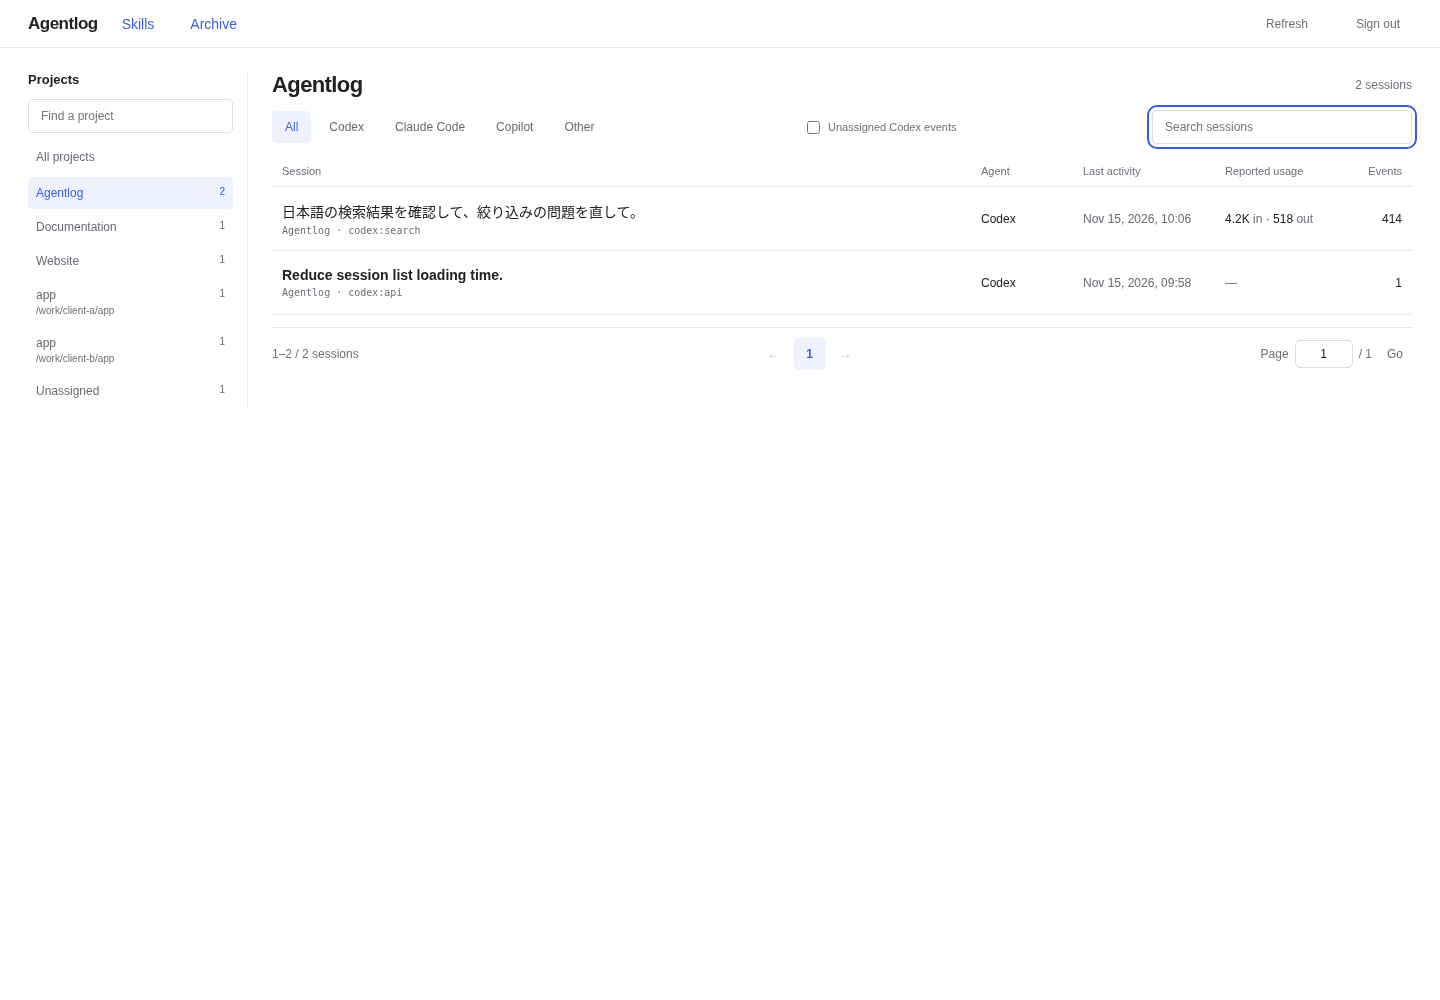 Agentlog Skills Archive Refresh Sign out
Projects
Find a project
All projects
Agentlog 2
Documentation 1
Website 1
app 1
/work/client-a/app
app 1
/work/client-b/app
Unassigned 1
Agentlog 2 sessions
All Codex Claude Code Copilot Other Unassigned Codex events Search sessions
Session Agent Last activity Reported usage Events
日本語の検索結果を確認して、絞り込みの問題を直して。 Codex Nov 15, 2026, 10:06 4.2K in · 518 out 414
Agentlog · codex:search
Reduce session list loading time. Codex Nov 15, 2026, 09:58 — 1
Agentlog · codex:api
1–2 / 2 sessions ← 1 → Page 1 / 1 Go